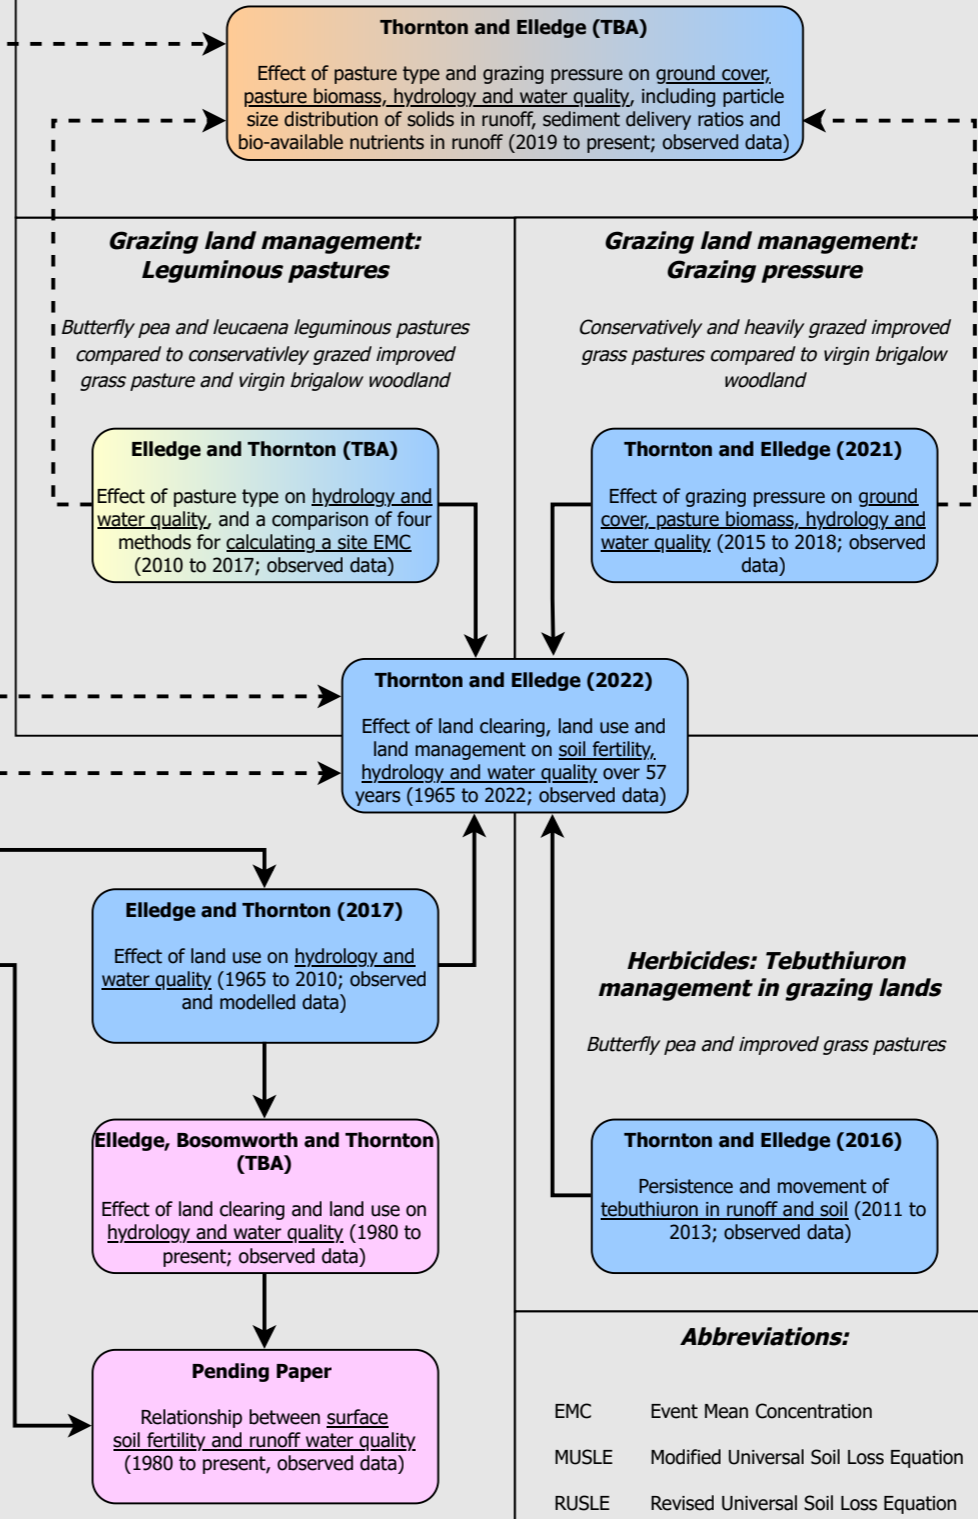 Thornton and Elledge (TBA)
Effect of pasture type and grazing pressure on ground cover,
pasture biomass, hydrology and water quality, including particle
size distribution of solids in runoff, sediment delivery ratios and
bio-available nutrients in runoff (2019 to present; observed data)
Grazing land management:
Leguminous pastures
Butterfly pea and leucaena leguminous pastures
compared to conservativley grazed improved
grass pasture and virgin brigalow woodland
Elledge and Thornton (TBA)
Effect of pasture type on hydrology and
water quality, and a comparison of four
methods for calculating a site EMC
(2010 to 2017; observed data)
Grazing land management:
Grazing pressure
Conservatively and heavily grazed improved
grass pastures compared to virgin brigalow
woodland
Thornton and Elledge (2021)
Effect of grazing pressure on ground
cover, pasture biomass, hydrology and
water quality (2015 to 2018; observed
data)
Thornton and Elledge (2022)
Effect of land clearing, land use and
land management on soil fertility,
hydrology and water quality over 57
years (1965 to 2022; observed data)
Elledge and Thornton (2017)
Effect of land use on hydrology and
water quality (1965 to 2010; observed
and modelled data)
Elledge, Bosomworth and Thornton
(TBA)
Effect of land clearing and land use on
hydrology and water quality (1980 to
present; observed data)
Pending Paper
Relationship between surface
soil fertility and runoff water quality
(1980 to present, observed data)
Herbicides: Tebuthiuron
management in grazing lands
Butterfly pea and improved grass pastures
Thornton and Elledge (2016)
Persistence and movement of
tebuthiuron in runoff and soil (2011 to
2013; observed data)
Abbreviations:
EMC Event Mean Concentration
MUSLE Modified Universal Soil Loss Equation
RUSLE Revised Universal Soil Loss Equation